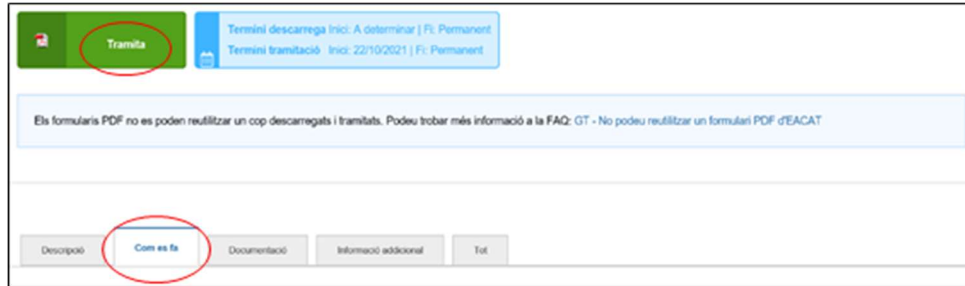 Tramita
Termini descarrega Inici: A determinar | Fi: Permanent
Termini tramitació Inici: 22/10/2021 | Fi: Permanent
Els formularis PDF no es poden reutilitzar un cop descarregats i tramitats. Podeu trobar més informació a la FAQ: GT - No podeu reutilitzar un formulari PDF d'EACAT
Descripció Com es fa Documentació Informació addicional Tot